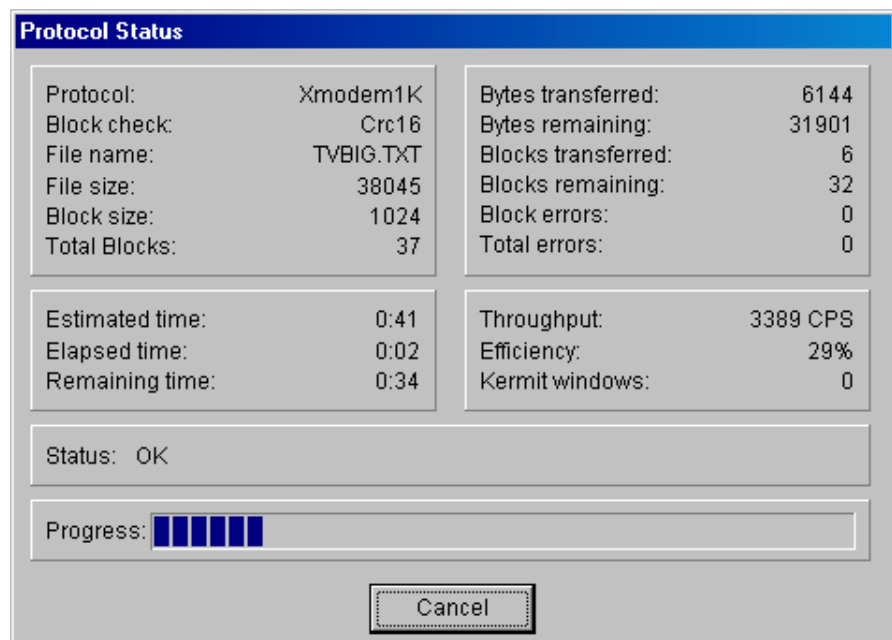 Protocol Status
Protocol: Xmodem1K
Block check: Crc16
File name: TVBIG.TXT
File size: 38045
Block size: 1024
Total Blocks: 37
Bytes transferred: 6144
Bytes remaining: 31901
Blocks transferred: 6
Blocks remaining: 32
Block errors: 0
Total errors: 0
Estimated time: 0:41
Elapsed time: 0:02
Remaining time: 0:34
Throughput: 3389 CPS
Efficiency: 29%
Kermit windows: 0
Status: OK
Progress:
Cancel